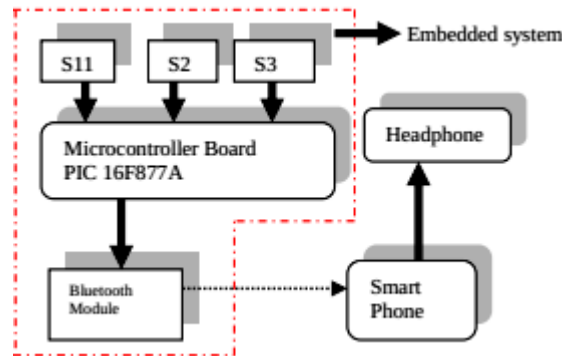 Embedded system
S11
S2
S3
Headphone
Microcontroller Board
PIC 16F877A
Bluetooth
Module
Smart
Phone